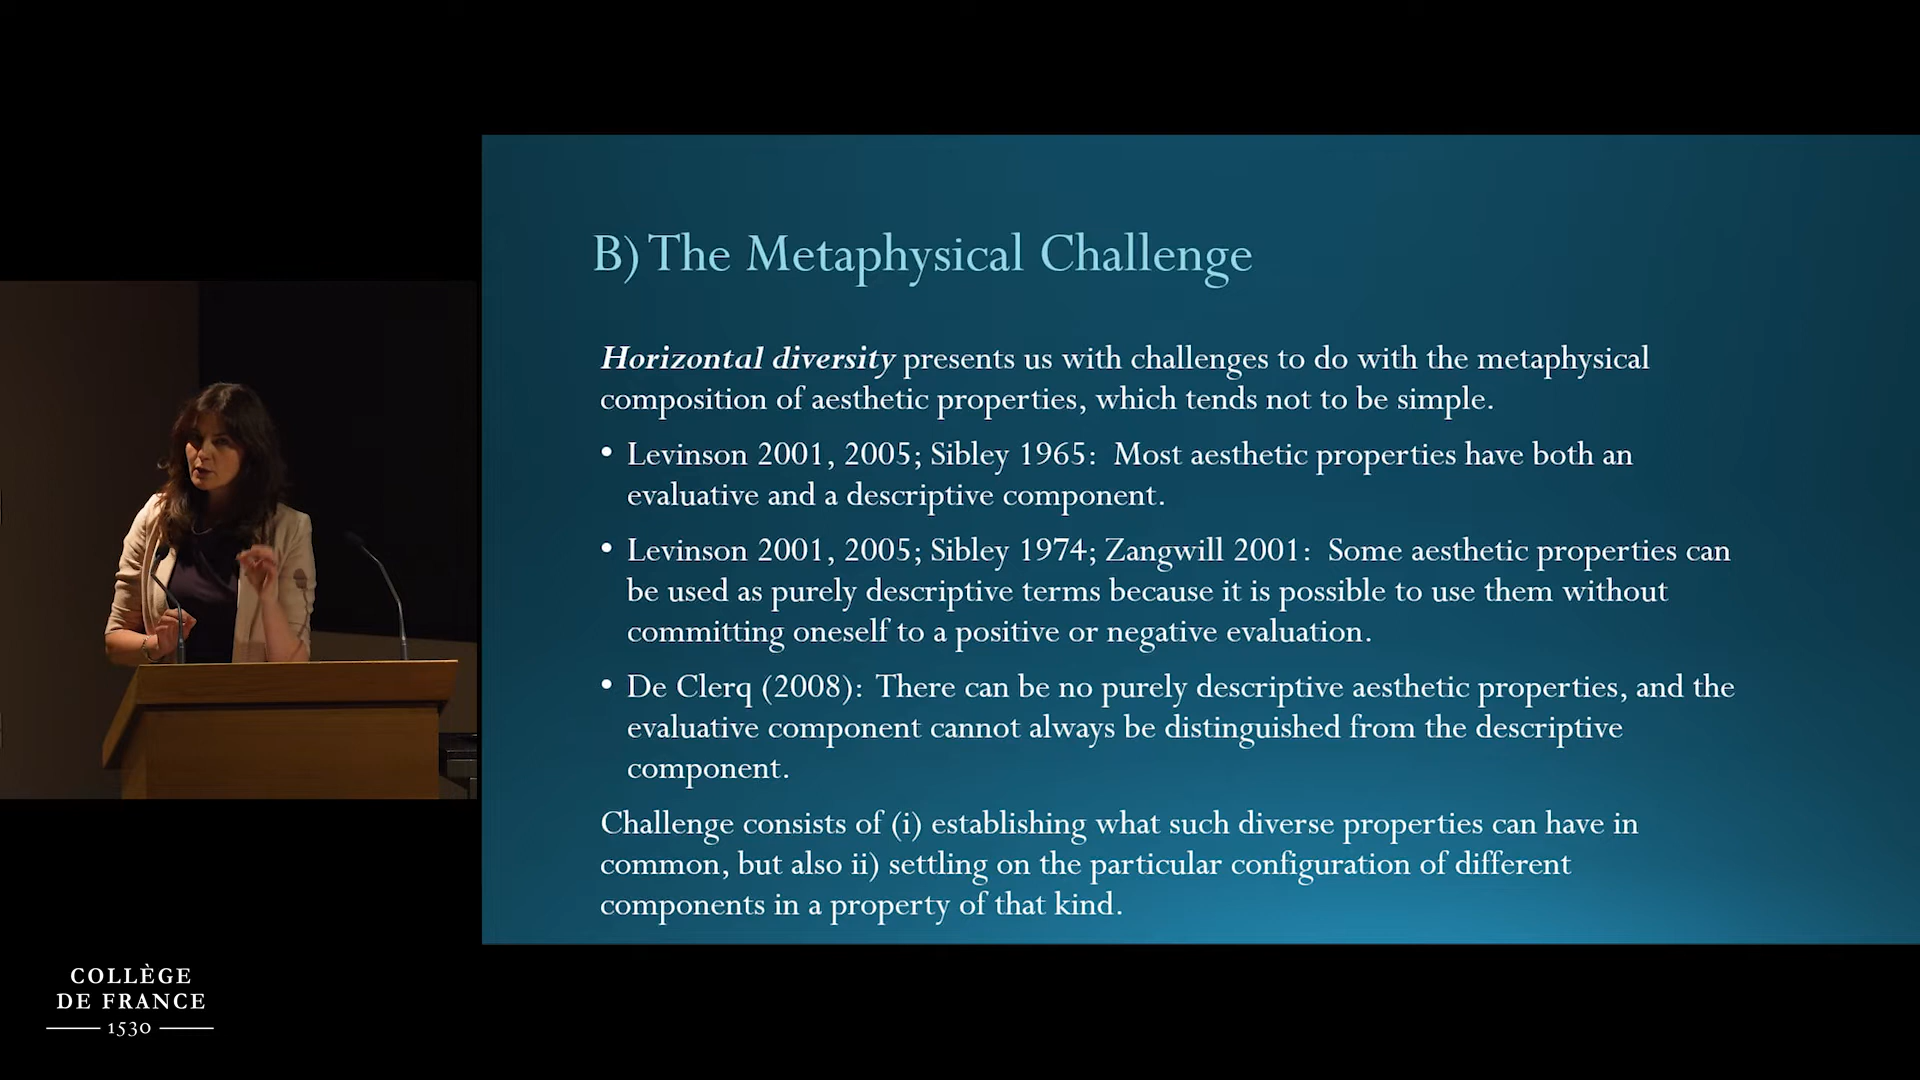 B) The Metaphysical Challenge
Horizontal diversity presents us with challenges to do with the metaphysical
composition of aesthetic properties, which tends not to be simple.
• Levinson 2001, 2005; Sibley 1965: Most aesthetic properties have both an
evaluative and a descriptive component.
• Levinson 2001, 2005; Sibley 1974; Zangwill 2001: Some aesthetic properties can
be used as purely descriptive terms because it is possible to use them without
committing oneself to a positive or negative evaluation.
• De Clerq (2008): There can be no purely descriptive aesthetic properties, and the
evaluative component cannot always be distinguished from the descriptive
component.
Challenge consists of (i) establishing what such diverse properties can have in
common, but also ii) settling on the particular configuration of different
components in a property of that kind.
COLLÈGE
DE FRANCE
1530